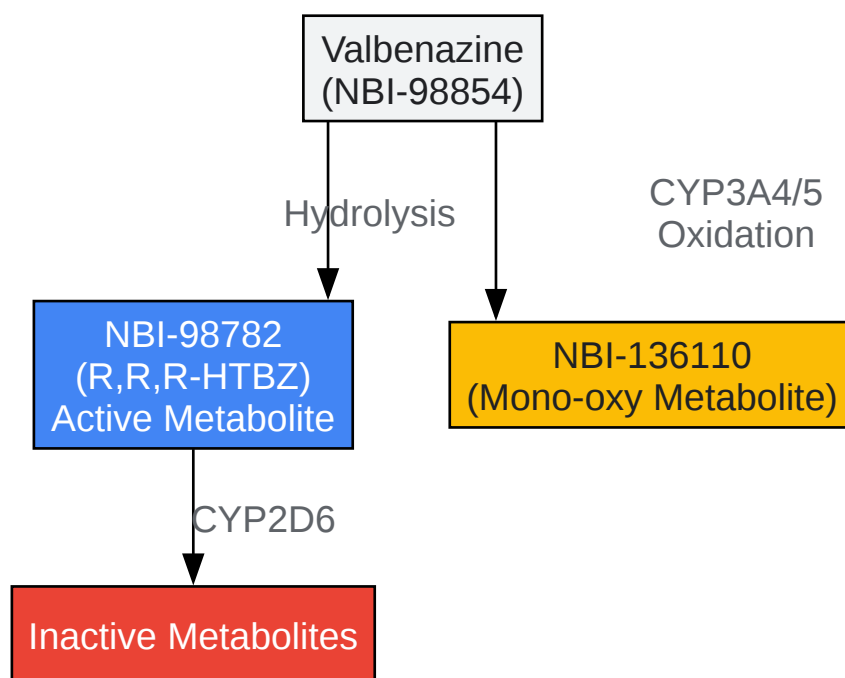 Valbenazine
(NBI-98854)
Hydrolysis
CYP3A4/5
Oxidation
NBI-98782
(R,R,R-HTBZ)
Active Metabolite
NBI-136110
(Mono-oxy Metabolite)
CYP2D6
Inactive Metabolites